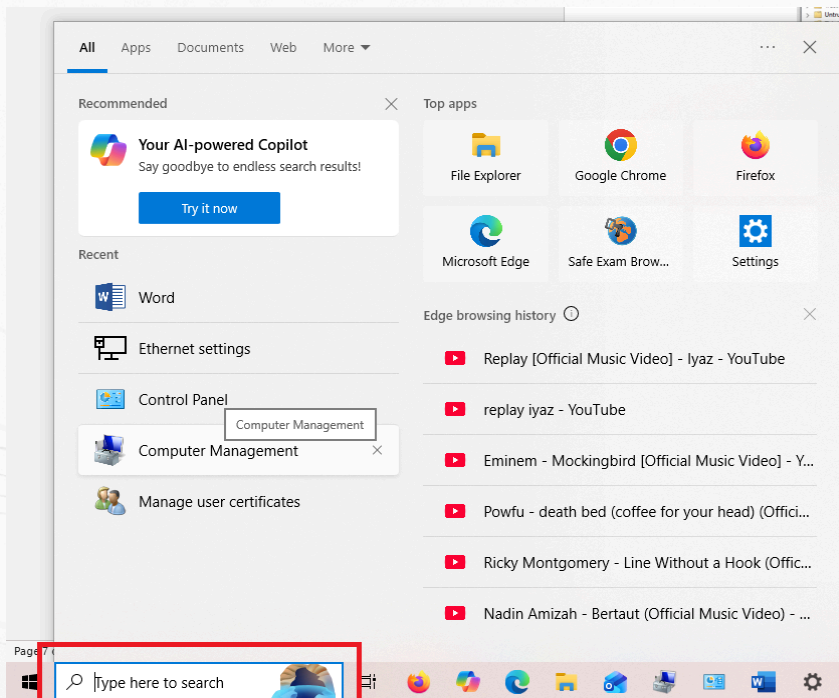 Untru
All Apps Documents Web More
Recommended
Your AI-powered Copilot
Say goodbye to endless search results!
Try it now
Recent
Word
Ethernet settings
Control Panel
Computer Management
Computer Management
Manage user certificates
Top apps
File Explorer
Google Chrome
Firefox
Microsoft Edge
Safe Exam Brow...
Settings
Edge browsing history
Replay [Official Music Video] - Iyaz - YouTube
replay iyaz - YouTube
Eminem - Mockingbird [Official Music Video] - Y...
Powfu - death bed (coffee for your head) (Offici...
Ricky Montgomery - Line Without a Hook (Offic...
Nadin Amizah - Bertaut (Official Music Video) - ...
Page 7
Type here to search